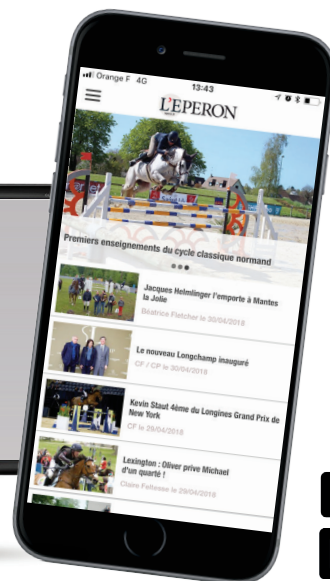 Orange F 4G
13:43
L'EPERON
Premiers enseignements du cycle classique normand
Jacques Helmlinger l'emporte à Mantes
la Jolie
Béatrice Fletcher le 30/04/2018
Le nouveau Longchamp inauguré
CF / CP le 30/04/2018
Kevin Staut 4ème du Longines Grand Prix de
New York
CF le 29/04/2018
Lexington : Oliver prive Michael
d'un quarté !
Claire Feltesse le 29/04/2018